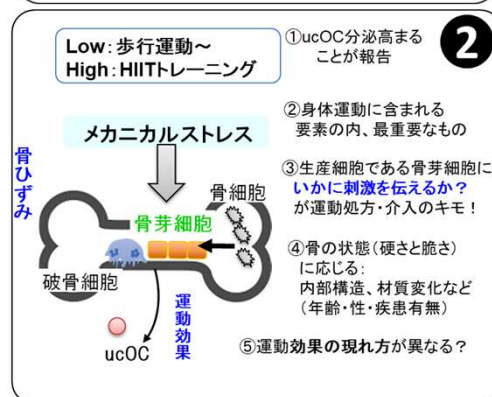 Low：歩行運動～
High：HIITトレーニング
①ucOC分泌高まる
ことが報告
2
②身体運動に含まれる
要素の内、最重要なもの
メカニカルストレス
③生産細胞である骨芽細胞に
いかに刺激を伝えるか？
が運動処方・介入のキモ！
骨ひずみ
骨細胞
骨芽細胞
破骨細胞
④骨の状態（硬さと脆さ）
に応じる：
内部構造、材質変化など
（年齢・性・疾患有無）
運動効果
ucOC
⑤運動効果の現れ方が異なる？